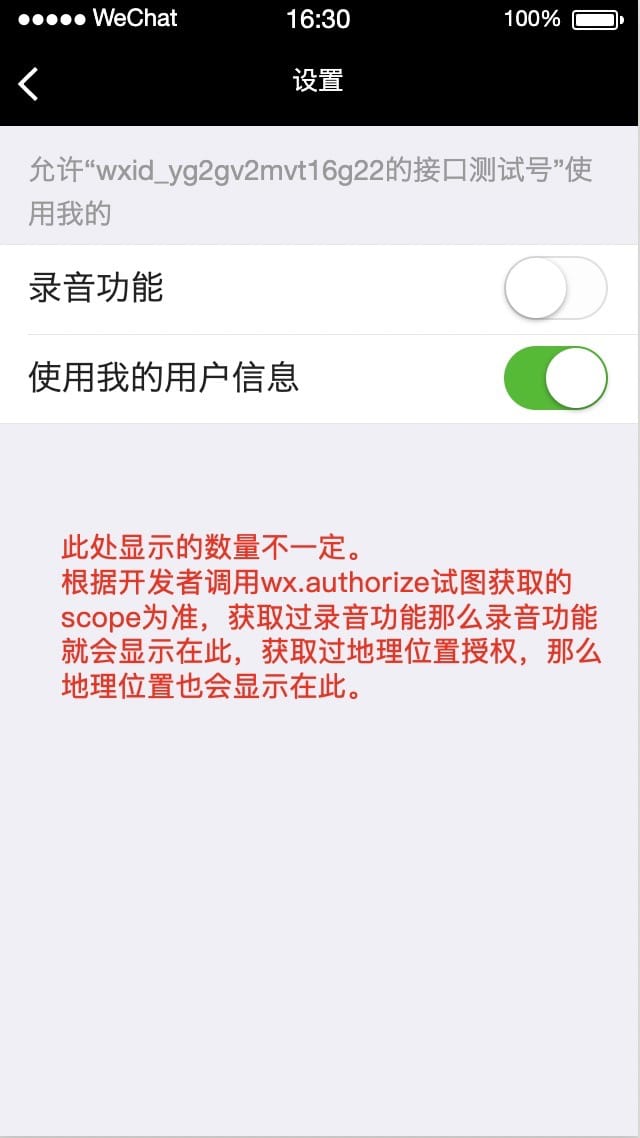 ●●●●● WeChat 16:30 100%
设置
允许“wxid_yg2gv2mvt16g22的接口测试号”使
用我的
录音功能
使用我的用户信息
此处显示的数量不一定。
根据开发者调用wx.authorize试图获取的
scope为准，获取过录音功能那么录音功能
就会显示在此，获取过地理位置授权，那么
地理位置也会显示在此。